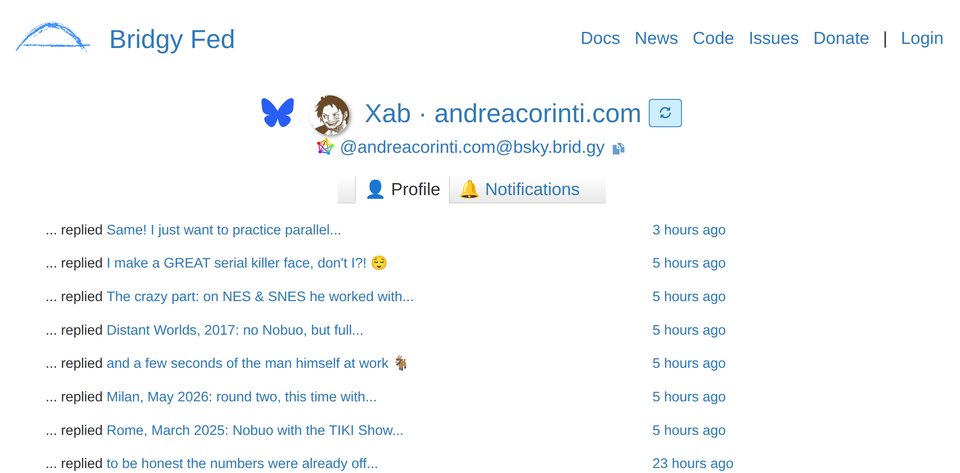 Bridgy Fed
Docs News Code Issues Donate | Login
Xab · andreacorinti.com
@andreacorinti.com@bsky.brid.gy
👤 Profile 🔔 Notifications
... replied Same! I just want to practice parallel... 3 hours ago
... replied I make a GREAT serial killer face, don't I?! 😌 5 hours ago
... replied The crazy part: on NES & SNES he worked with... 5 hours ago
... replied Distant Worlds, 2017: no Nobuo, but full... 5 hours ago
... replied and a few seconds of the man himself at work 🐐 5 hours ago
... replied Milan, May 2026: round two, this time with... 5 hours ago
... replied Rome, March 2025: Nobuo with the TIKI Show... 5 hours ago
... replied to be honest the numbers were already off... 23 hours ago